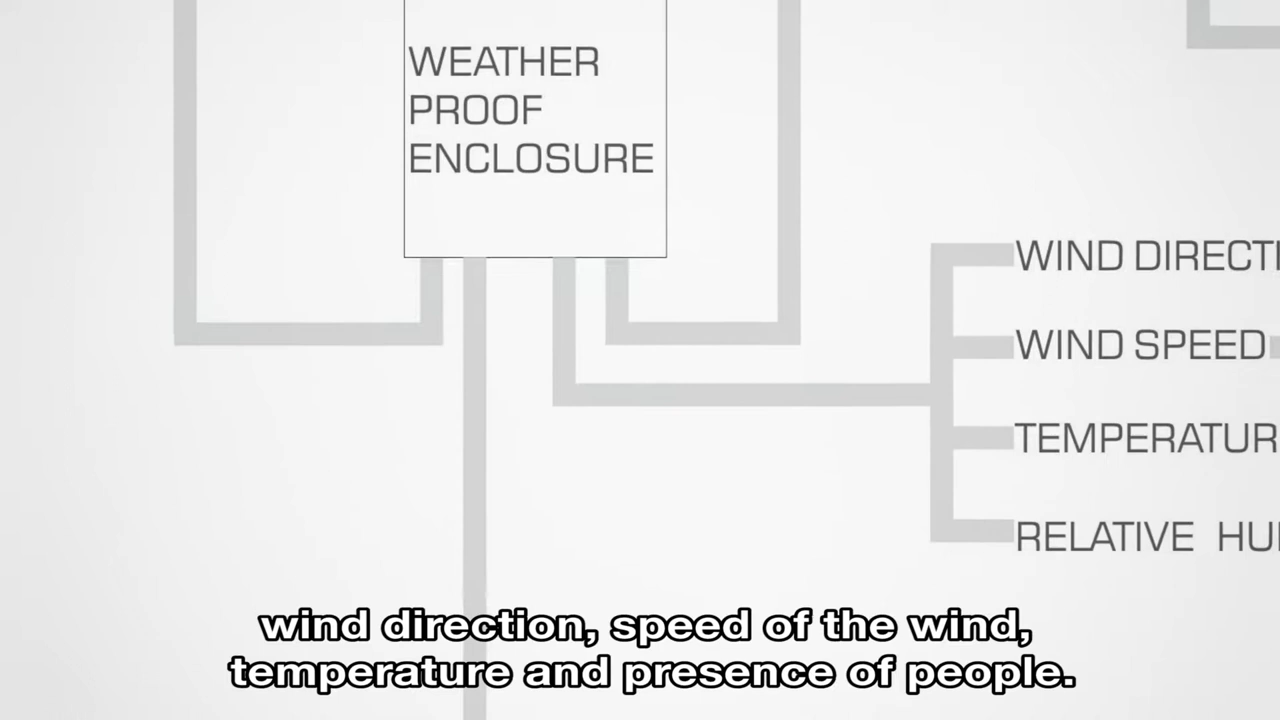 WEATHER
PROOF
ENCLOSURE
WIND DIRECTI
WIND SPEED
TEMPERATUR
RELATIVE HU
wind direction, speed of the wind,
temperature and presence of people.